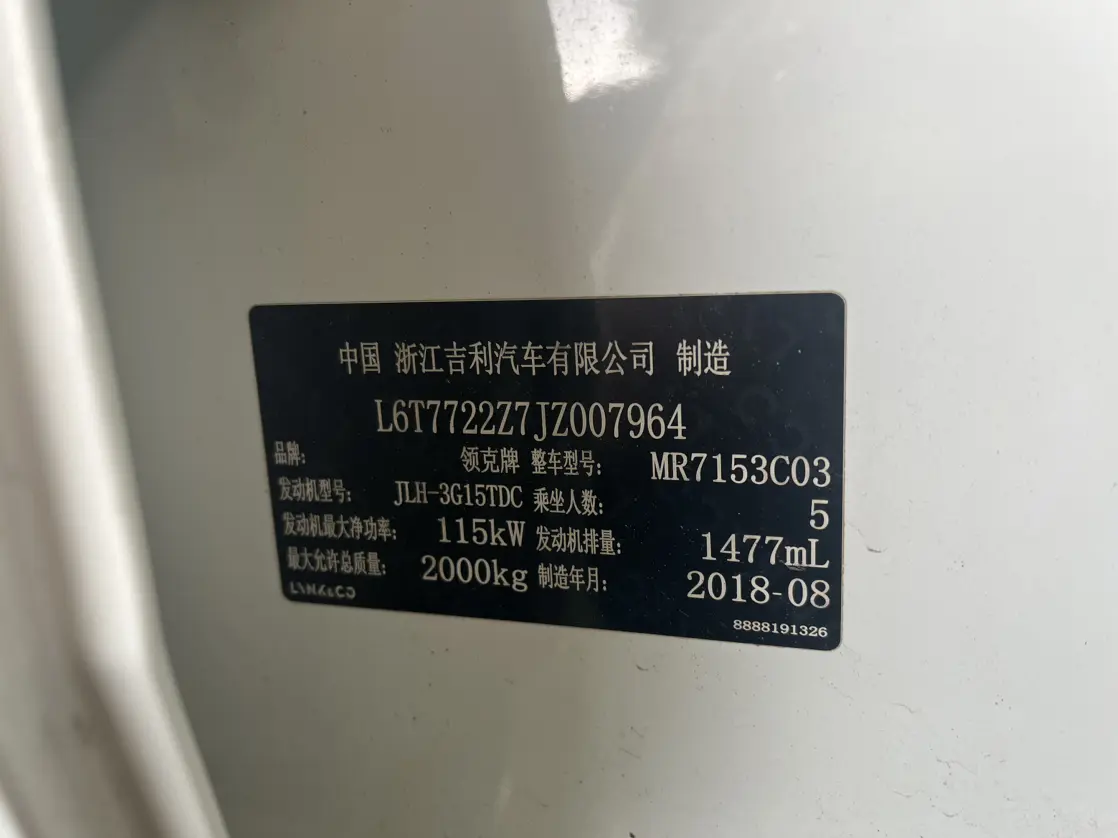 中国 浙江吉利汽车有限公司 制造
L6T7722Z7JZ007964
品牌: 领克牌 整车型号: MR7153C03
发动机型号: JLH-3G15TDC 乘坐人数: 5
发动机最大净功率: 115kW 发动机排量: 1477mL
最大允许总质量: 2000kg 制造年月: 2018-08
LYNK&CO
8888191326